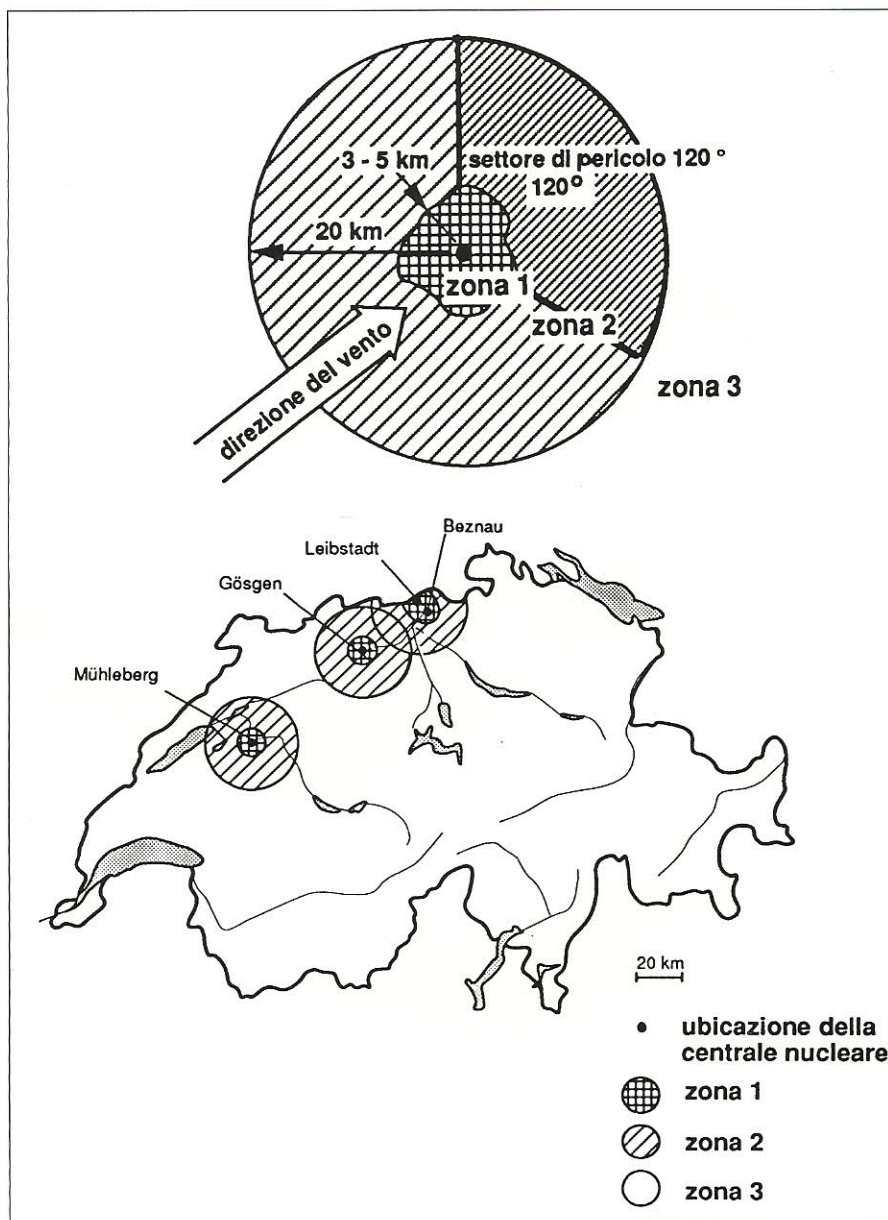 3 - 5 km
settore di pericolo 120 °
120°
20 km
zona 1
zona 2
direzione del vento
zona 3
Beznau
Leibstadt
Gösgen
Mühleberg
20 km
ubicazione della
centrale nucleare
zona 1
zona 2
zona 3